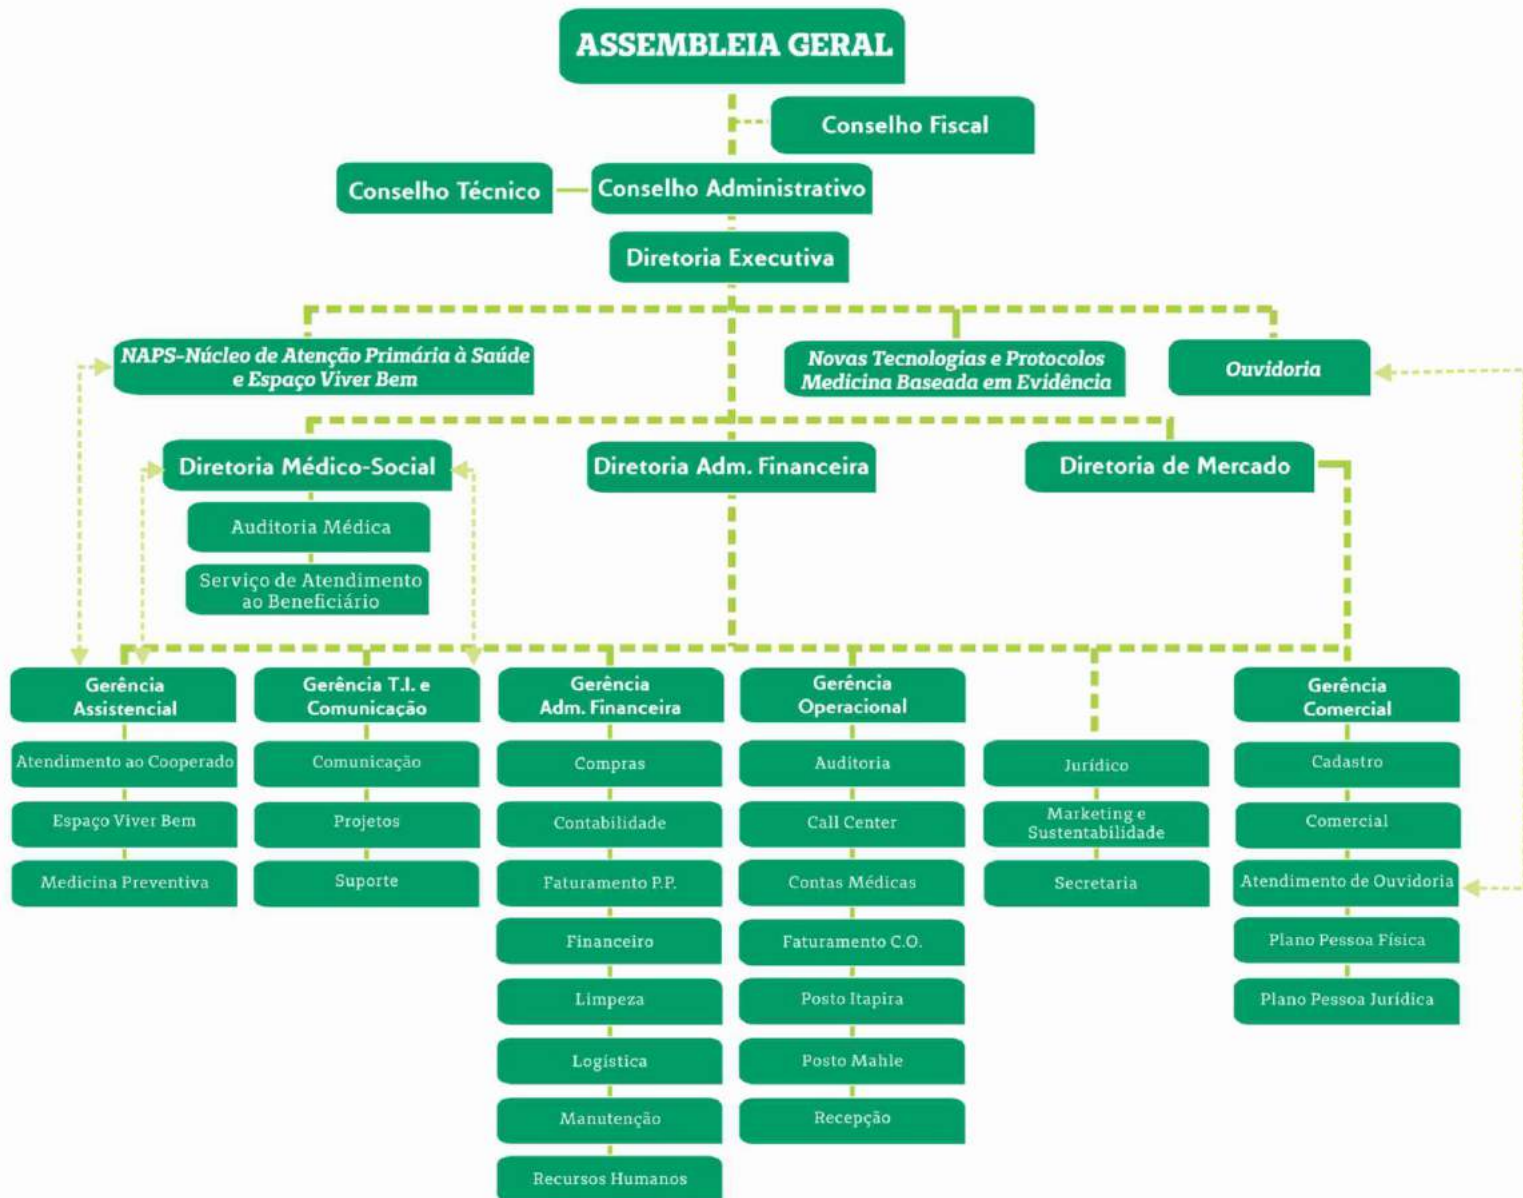 ASSEMBLEIA GERAL
Conselho Fiscal
Conselho Técnico
Conselho Administrativo
Diretoria Executiva
NAPS-Núcleo de Atenção Primária à Saúde
e Espaço Viver Bem
Novas Tecnologias e Protocolos
Medicina Baseada em Evidência
Ouvidoria
Diretoria Médico-Social
Diretoria Adm. Financeira
Diretoria de Mercado
Auditoria Médica
Serviço de Atendimento
ao Beneficiário
Gerência
Assistencial
Atendimento ao Cooperado
Espaço Viver Bem
Medicina Preventiva
Gerência T.I. e
Comunicação
Comunicação
Projetos
Suporte
Gerência
Adm. Financeira
Compras
Contabilidade
Faturamento P.P.
Financeiro
Limpeza
Logística
Manutenção
Recursos Humanos
Gerência
Operacional
Auditoria
Call Center
Contas Médicas
Faturamento C.O.
Posto Itapira
Posto Mahle
Recepção
Jurídico
Marketing e
Sustentabilidade
Secretaria
Gerência
Comercial
Cadastro
Comercial
Atendimento de Ouvidoria
Plano Pessoa Física
Plano Pessoa Jurídica